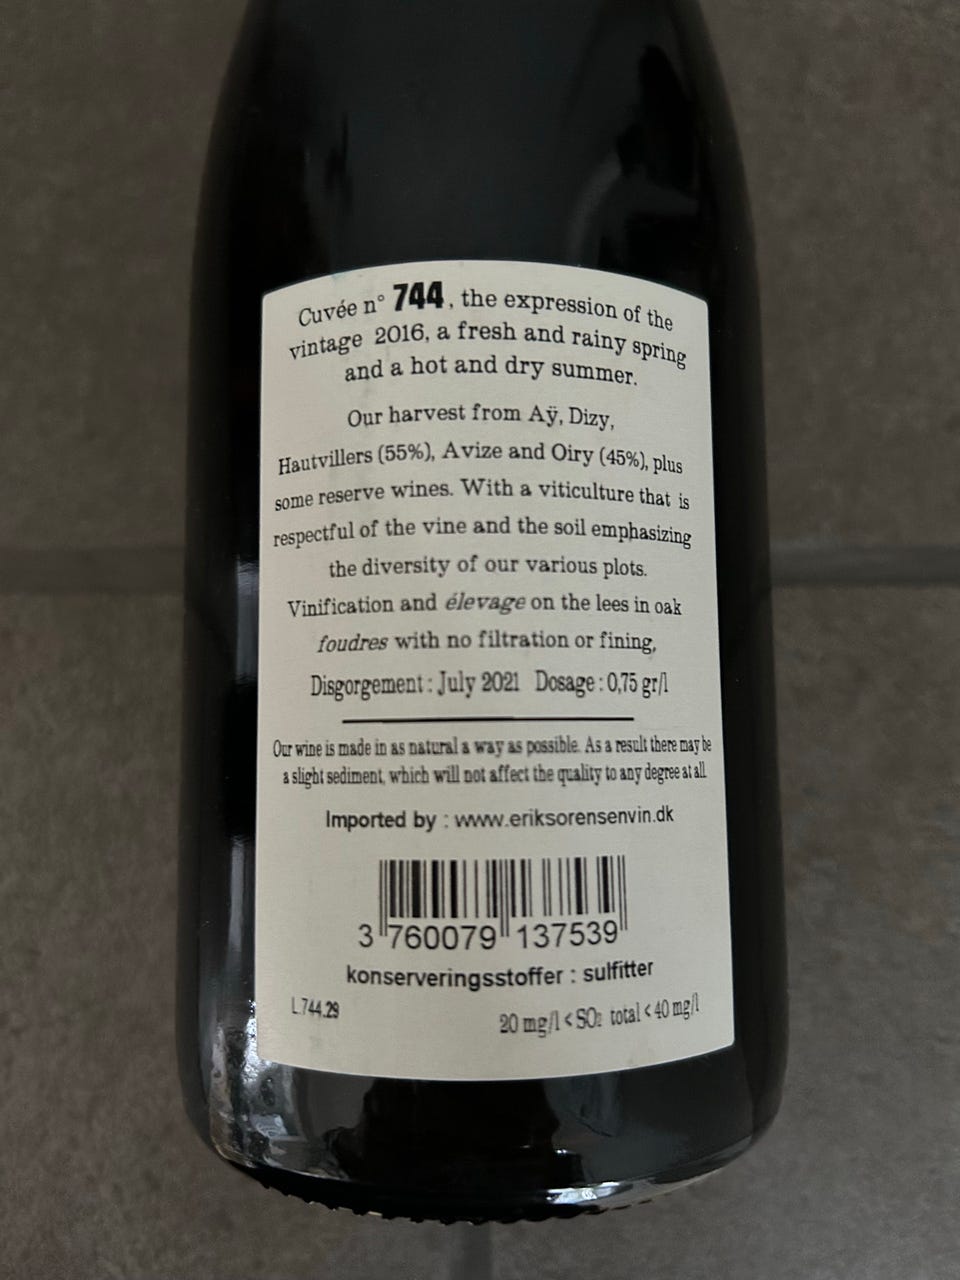 Cuvée n° 744, the expression of the
vintage 2016, a fresh and rainy spring
and a hot and dry summer.
Our harvest from Aÿ, Dizy,
Hautvillers (55%), Avize and Oiry (45%), plus
some reserve wines. With a viticulture that is
respectful of the vine and the soil emphasizing
the diversity of our various plots.
Vinification and élevage on the lees in oak
foudres with no filtration or fining,
Disgorgement : July 2021 Dosage : 0,75 gr/l
Our wine is made in as natural a way as possible. As a result there may be
a slight sediment, which will not affect the quality to any degree at all.
Imported by : www.eriksorensenvin.dk
3 760079 137539
konserveringsstoffer : sulfitter
L.744.29
20 mg/l < SO₂ total < 40 mg/l